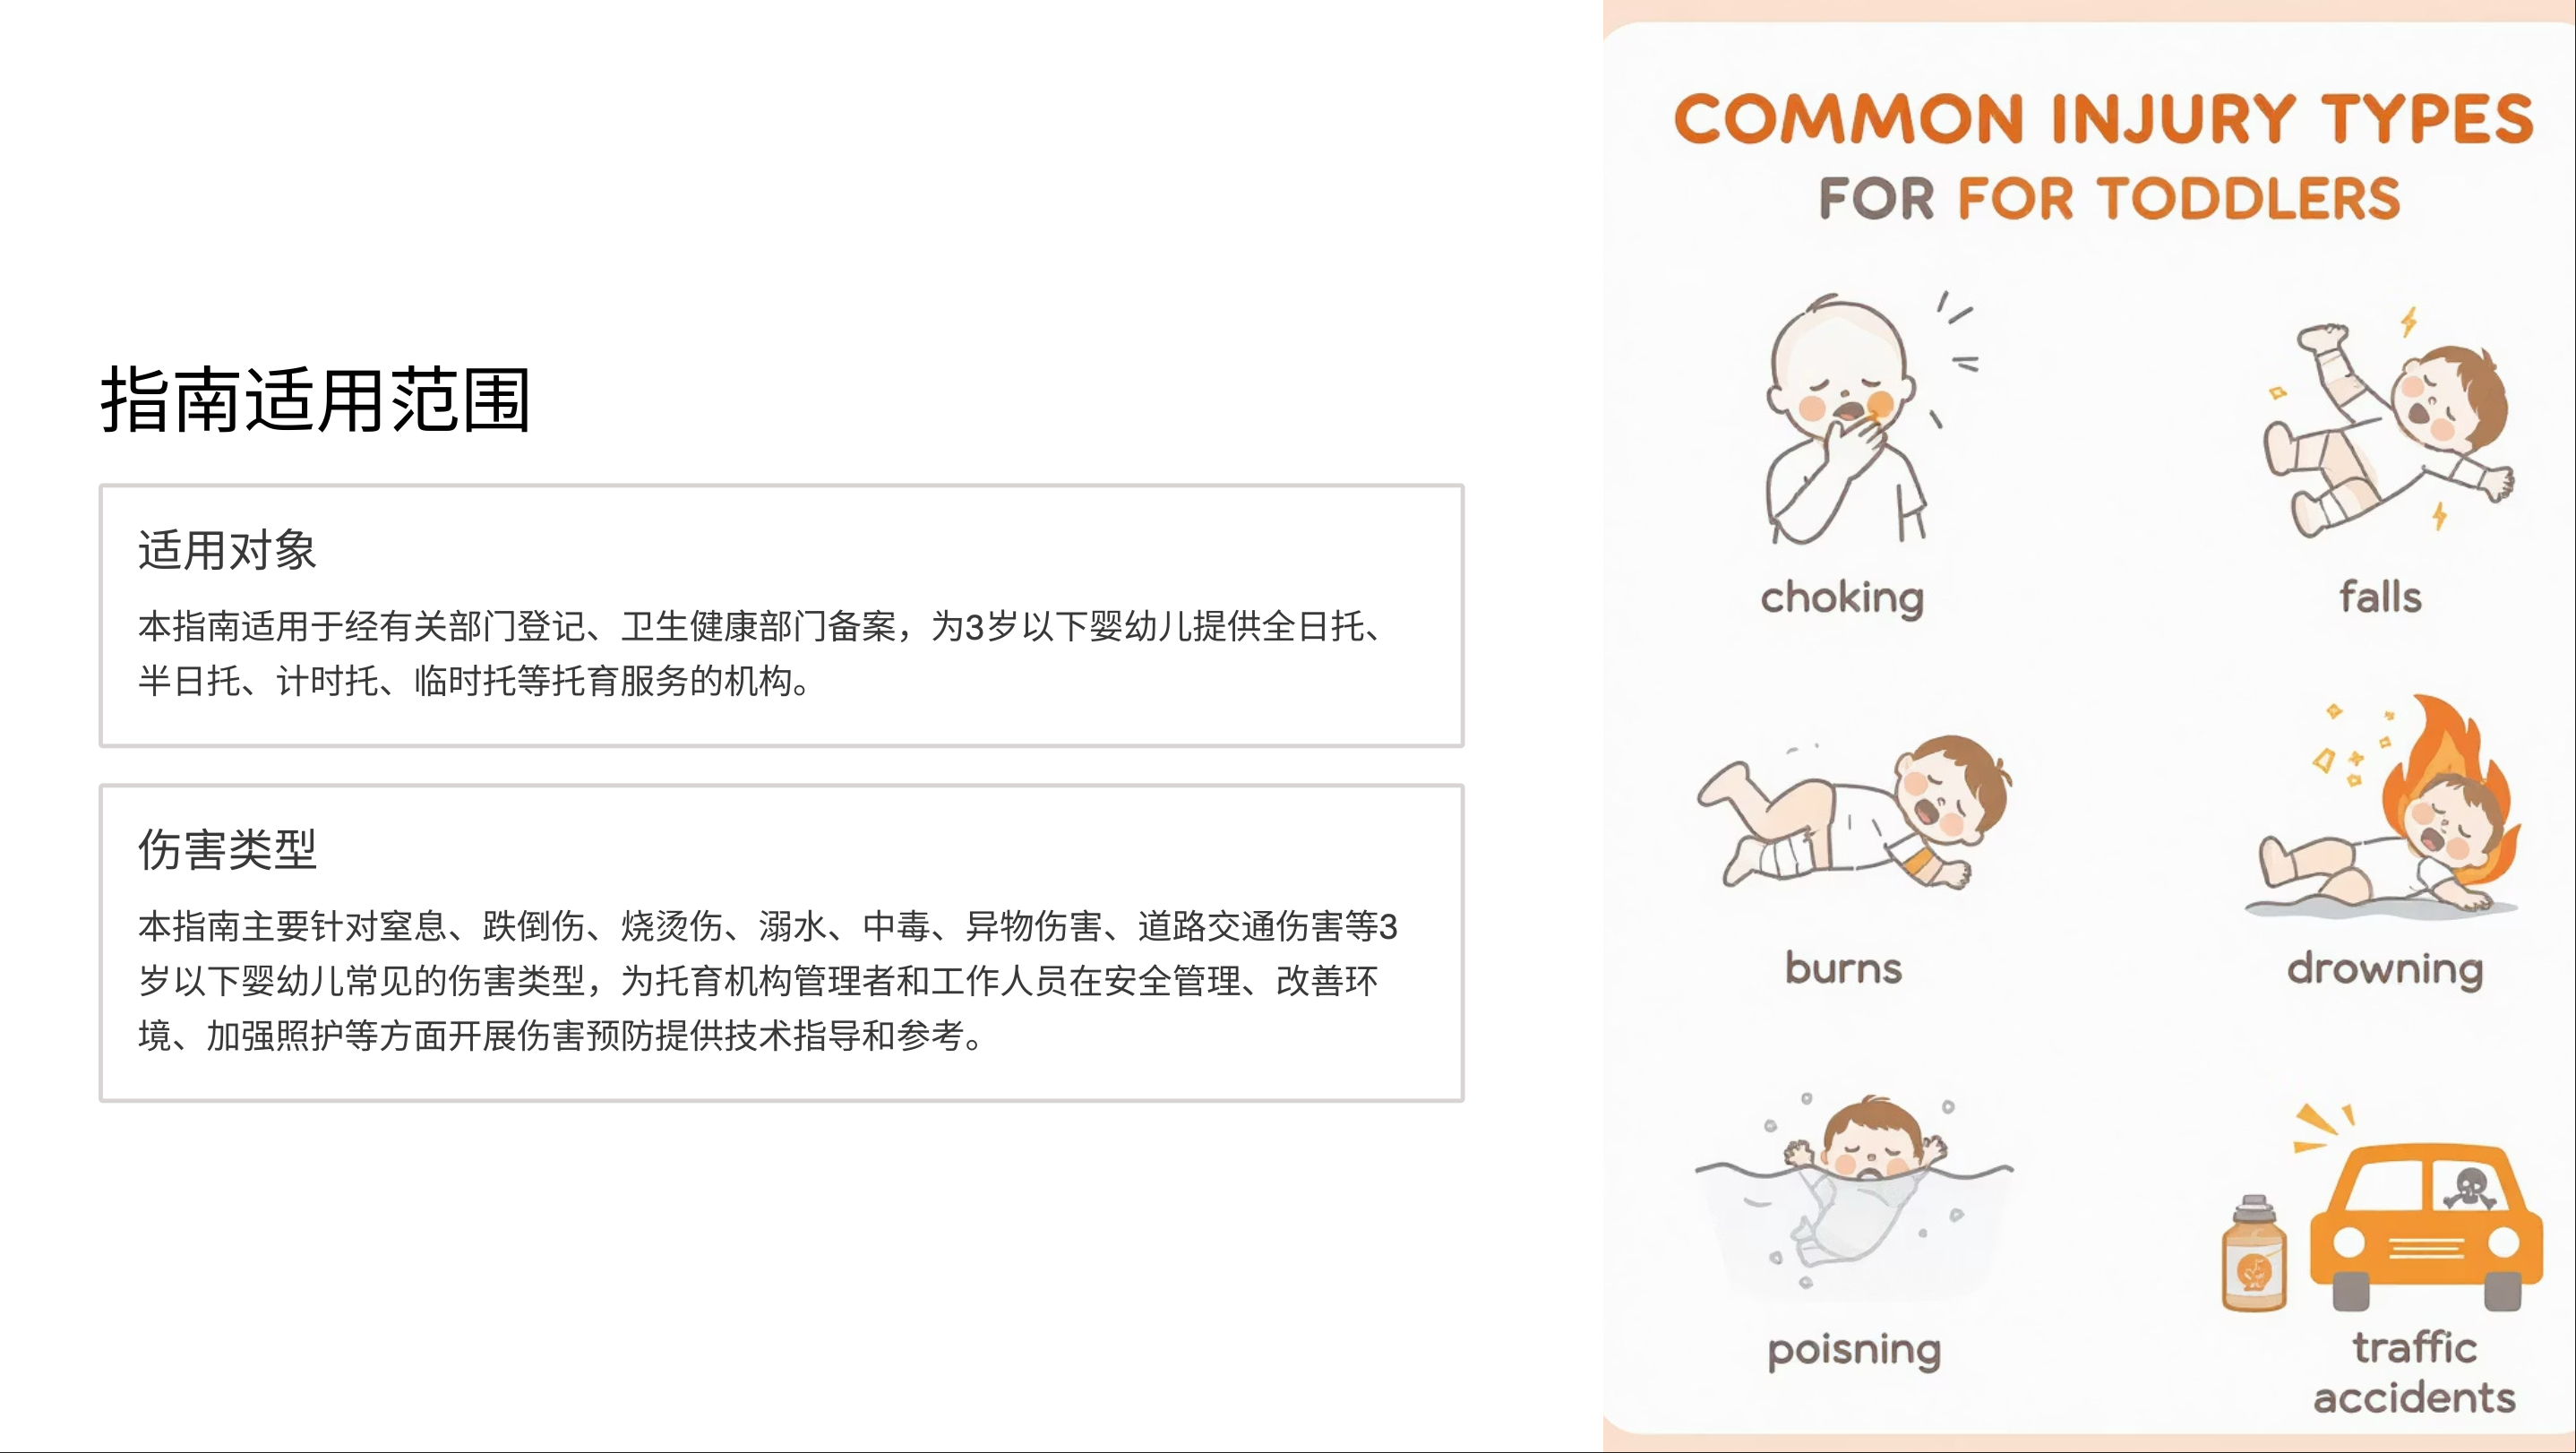 指南适用范围
适用对象
本指南适用于经有关部门登记、卫生健康部门备案，为3岁以下婴幼儿提供全日托、
半日托、计时托、临时托等托育服务的机构。
伤害类型
本指南主要针对窒息、跌倒伤、烧烫伤、溺水、中毒、异物伤害、道路交通伤害等3
岁以下婴幼儿常见的伤害类型，为托育机构管理者和工作人员在安全管理、改善环
境、加强照护等方面开展伤害预防提供技术指导和参考。
COMMON INJURY TYPES
FOR FOR TODDLERS
choking
falls
burns
drowning
poisning
traffic
accidents